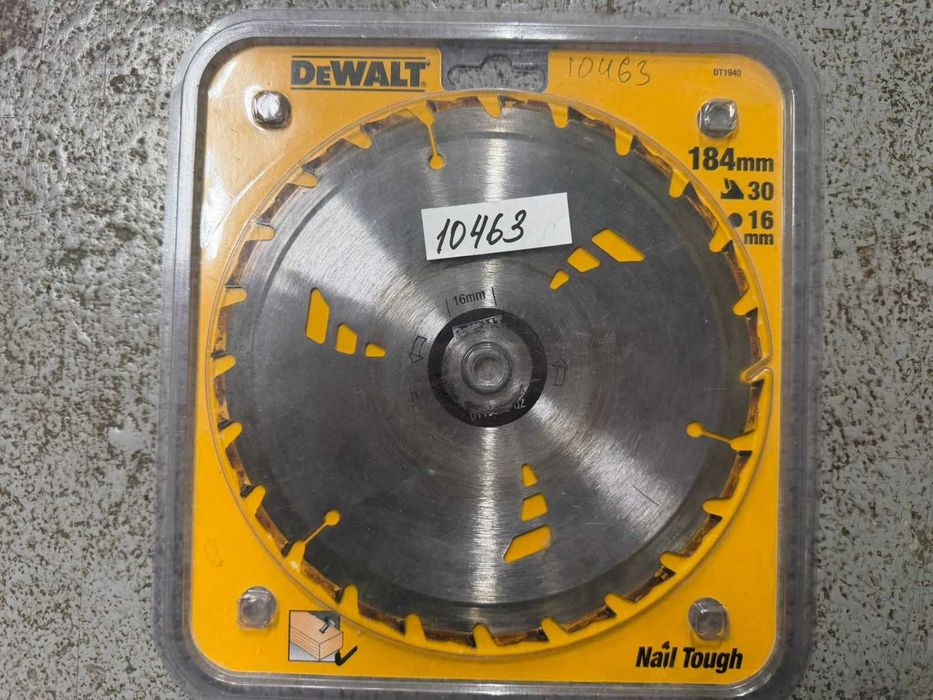 DEWALT
10463
DT1940
184mm
30
16
mm
10463
16mm
Nail Tough